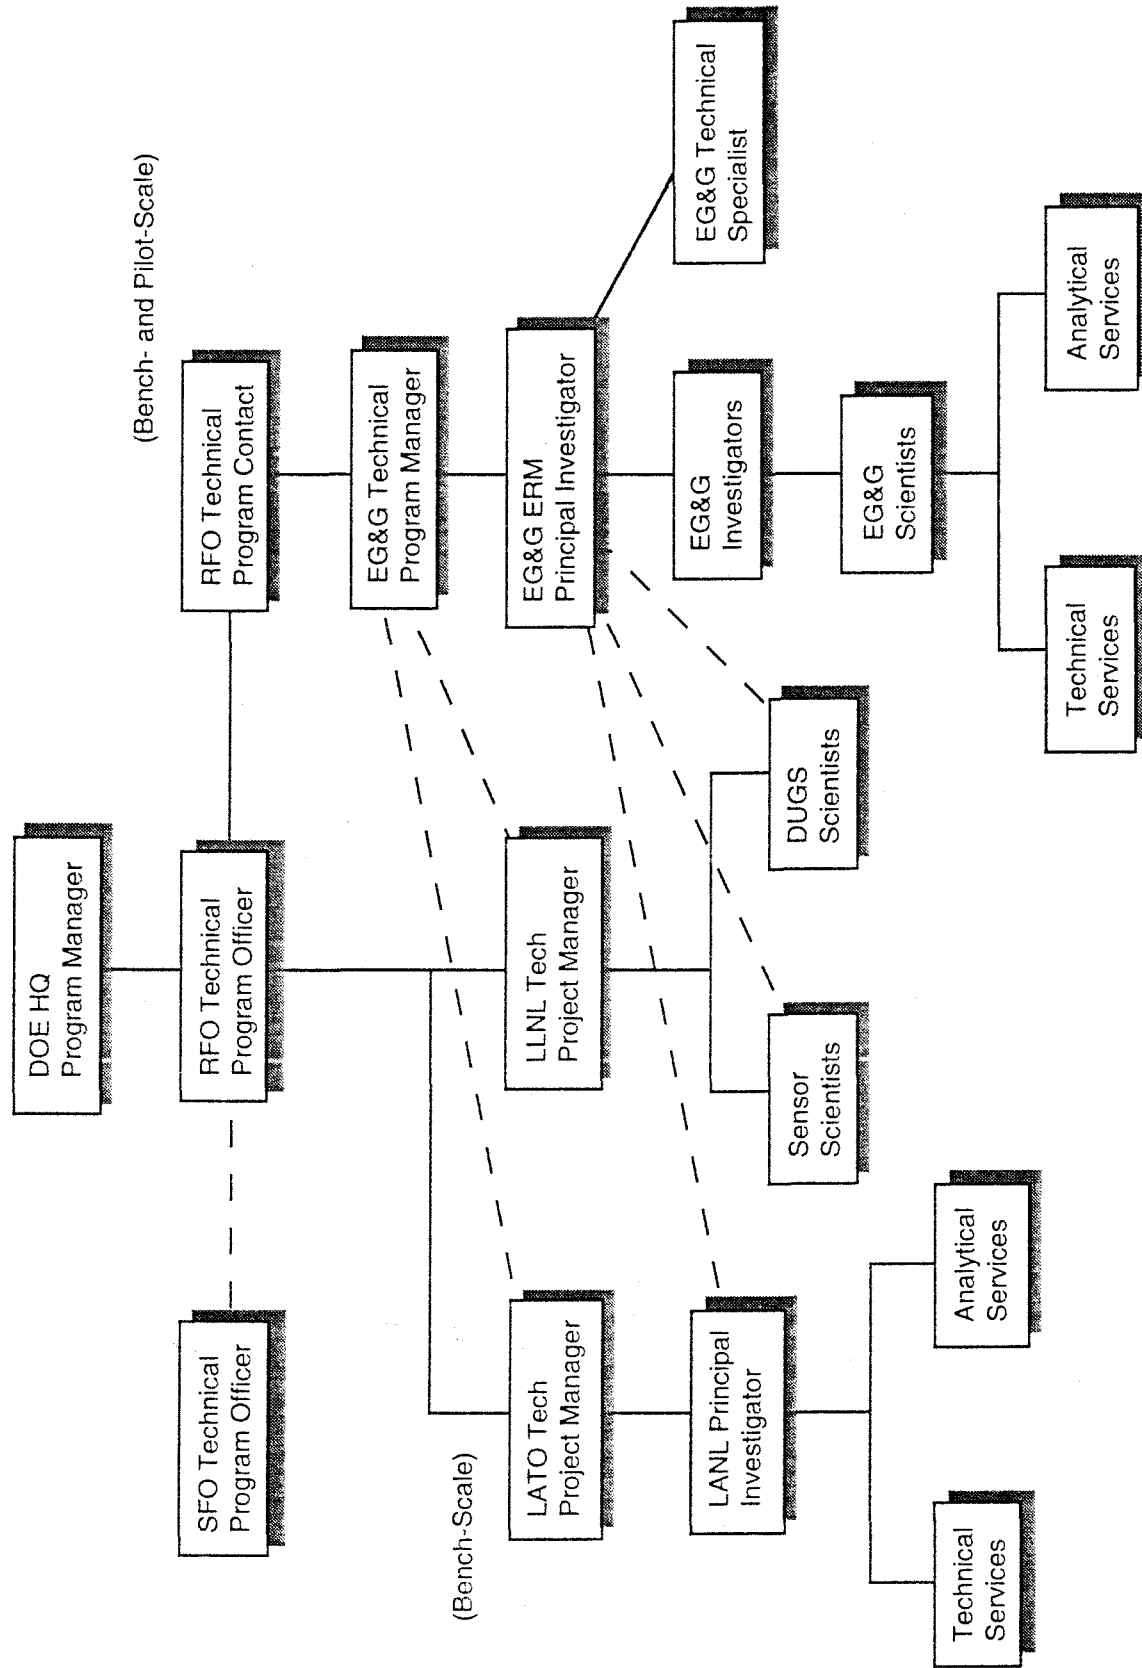 DOE HQ
Program Manager
SFO Technical
Program Officer
RFO Technical
Program Officer
RFO Technical
Program Contact
(Bench- and Pilot-Scale)
EG&G Technical
Program Manager
(Bench-Scale)
LATO Tech
Project Manager
LLNL Tech
Project Manager
EG&G ERM
Principal Investigator
LANL Principal
Investigator
EG&G
Investigators
EG&G Technical
Specialist
Sensor
Scientists
DUGS
Scientists
EG&G
Scientists
Technical
Services
Analytical
Services
Technical
Services
Analytical
Services